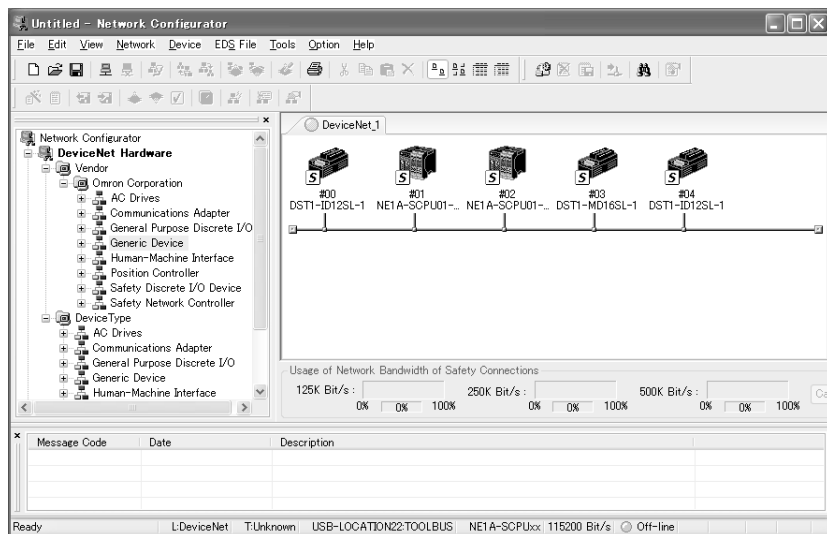 Untitled - Network Configurator
File Edit View Network Device EDS File Tools Option Help
Network Configurator
DeviceNet Hardware
Vendor
Omron Corporation
AC Drives
Communications Adapter
General Purpose Discrete I/O
Generic Device
Human-Machine Interface
Position Controller
Safety Discrete I/O Device
Safety Network Controller
DeviceType
AC Drives
Communications Adapter
General Purpose Discrete I/O
Generic Device
Human-Machine Interface
DeviceNet_1
S S S S S
#00 #01 #02 #03 #04
DST1-ID12SL-1 NE1A-SCPU01-... NE1A-SCPU01-... DST1-MD16SL-1 DST1-ID12SL-1
Usage of Network Bandwidth of Safety Connections
125K Bit/s : 250K Bit/s : 500K Bit/s : Ca
0% 0% 100% 0% 0% 100% 0% 0% 100%
Message Code Date Description
Ready L:DeviceNet T:Unknown USB-LOCATION22:TOOLBUS NE1A-SCPUxx 115200 Bit/s Off-line